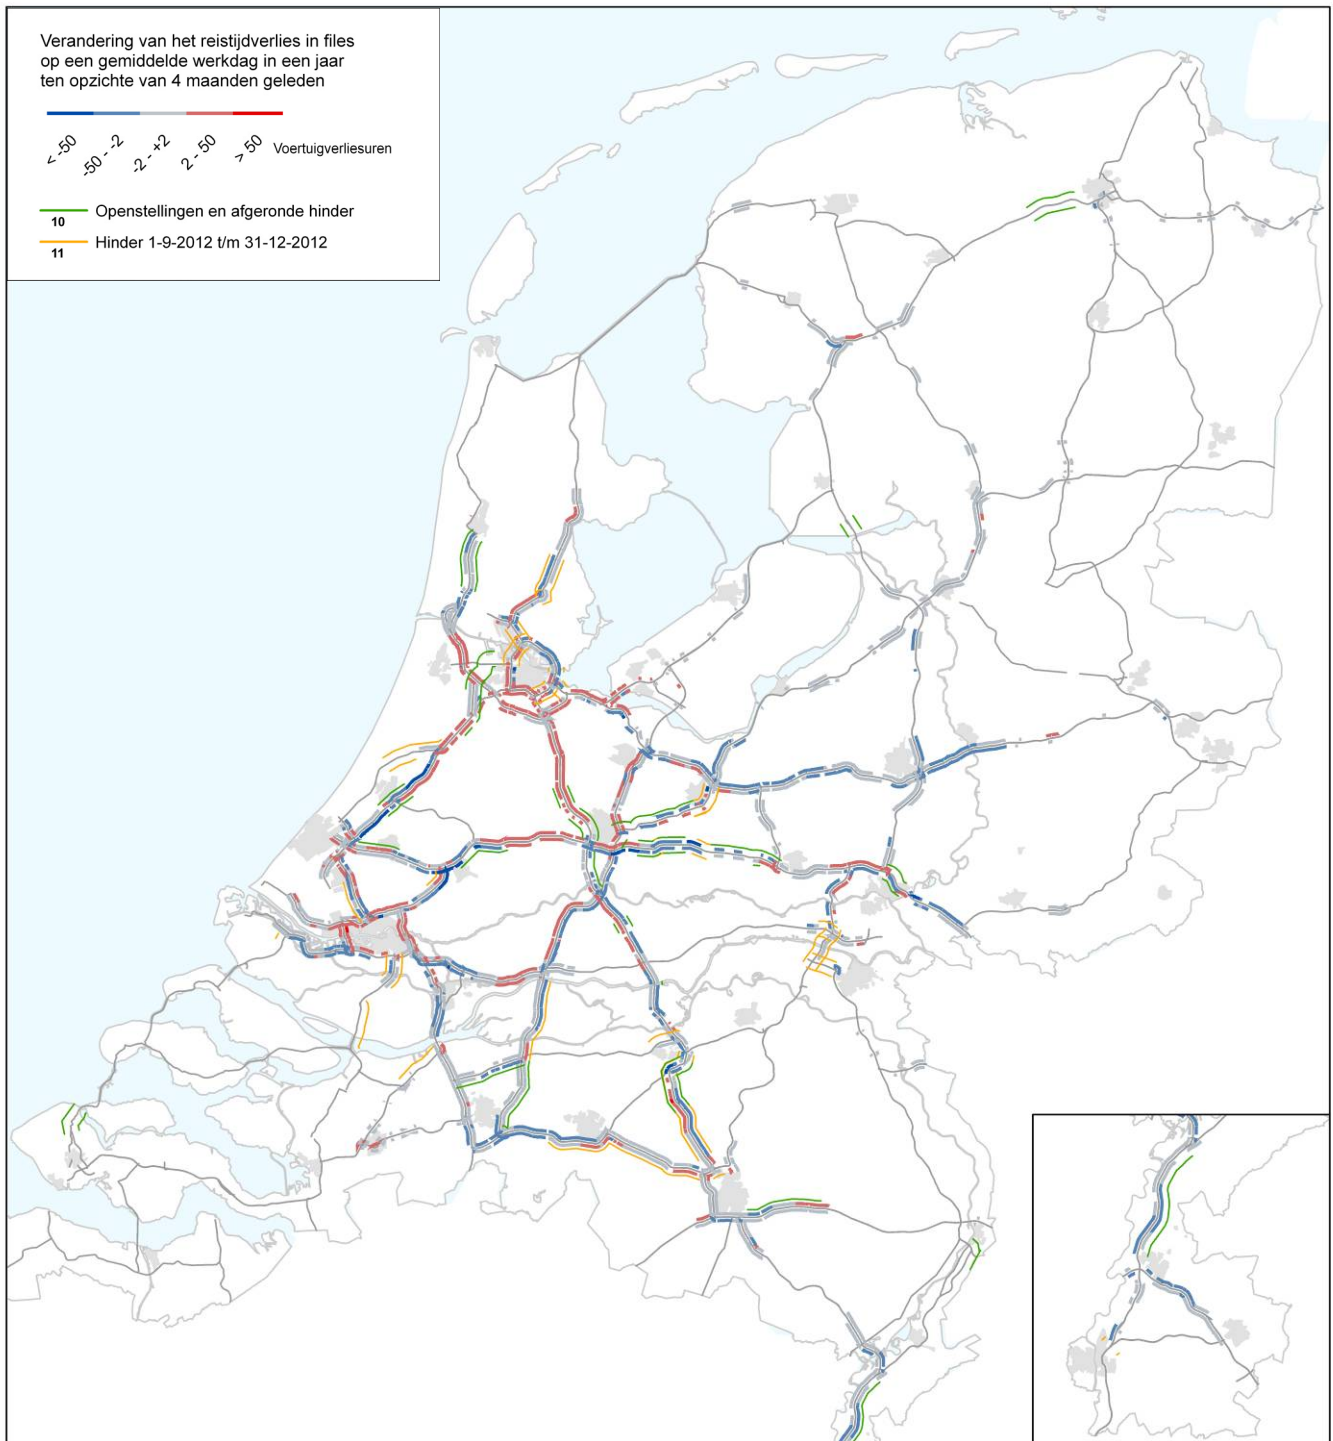 Verandering van het reistijdverlies in files
op een gemiddelde werkdag in een jaar
ten opzichte van 4 maanden geleden
< -50
-50 - -2
-2 - +2
2 - 50
> 50
Voertuigverliesuren
10 Openstellingen en afgeronde hinder
11 Hinder 1-9-2012 t/m 31-12-2012